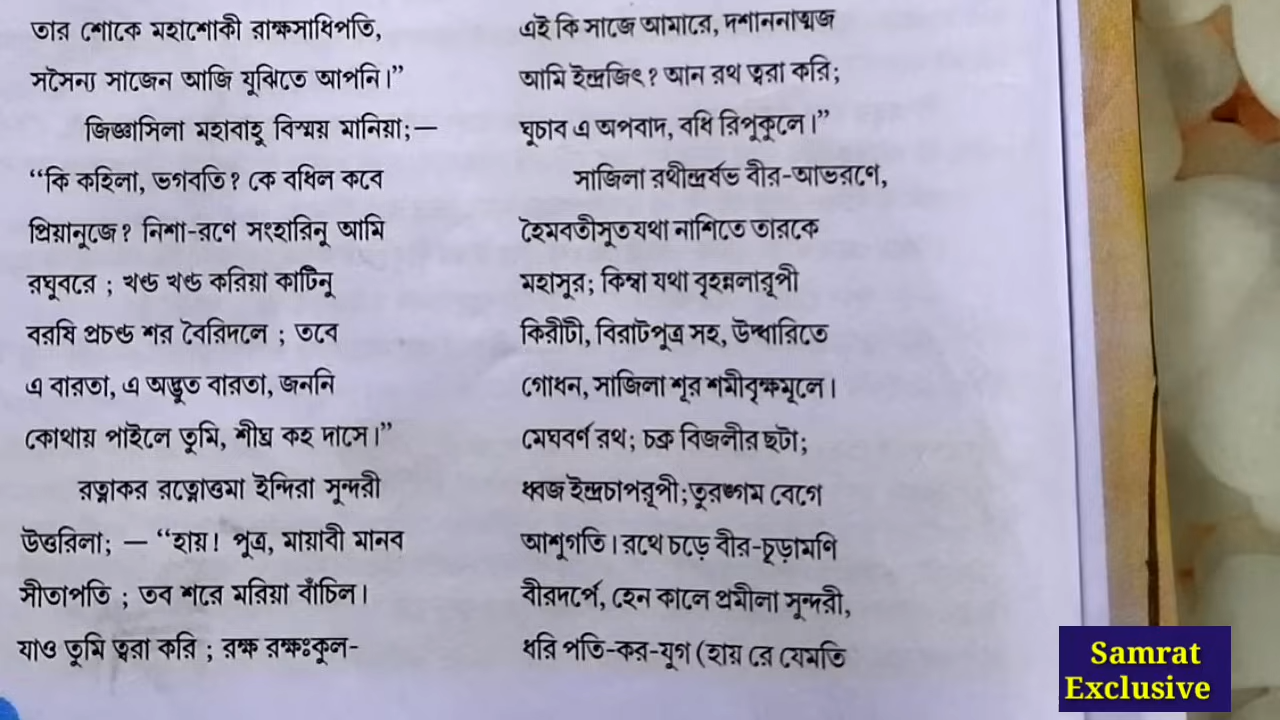 তার শোকে মহাশোকী রাক্ষসাধিপতি,
সসৈন্য সাজেন আজি যুঝিতে আপনি।”
জিজ্ঞাসিলা মহাবাহু বিস্ময় মানিয়া;—
“কি কহিলা, ভগবতি? কে বধিল কবে
প্রিয়ানুজে? নিশা-রণে সংহারিনু আমি
রঘুবরে ; খণ্ড খণ্ড করিয়া কাটিনু
বরষি প্রচণ্ড শর বৈরিদলে ; তবে
এ বারতা, এ অদ্ভুত বারতা, জননি
কোথায় পাইলে তুমি, শীঘ্র কহ দাসে।”
রত্নাকর রত্নোত্তমা ইন্দিরা সুন্দরী
উত্তরিলা; — “হায়! পুত্র, মায়াবী মানব
সীতাপতি ; তব শরে মরিয়া বাঁচিল।
যাও তুমি ত্বরা করি ; রক্ষ রক্ষঃকুল-
এই কি সাজে আমারে, দশাননাত্মজ
আমি ইন্দ্রজিৎ? আন রথ ত্বরা করি;
ঘুচাব এ অপবাদ, বধি রিপুকুলে।”
সাজিলা রথীন্দ্রর্ষভ বীর-আভরণে,
হৈমবতীসুত যথা নাশিতে তারকে
মহাসুর; কিম্বা যথা বৃহন্নলারূপী
কিরীটী, বিরাটপুত্র সহ, উদ্ধারিতে
গোধন, সাজিলা শূর শমীবৃক্ষমূলে।
মেঘবর্ণ রথ; চক্র বিজলীর ছটা;
ধ্বজ ইন্দ্রচাপরূপী;তুরঙ্গম বেগে
আশুগতি। রথে চড়ে বীর-চূড়ামণি
বীরদর্পে, হেন কালে প্রমীলা সুন্দরী,
ধরি পতি-কর-যুগ (হায় রে যেমতি
Samrat
Exclusive